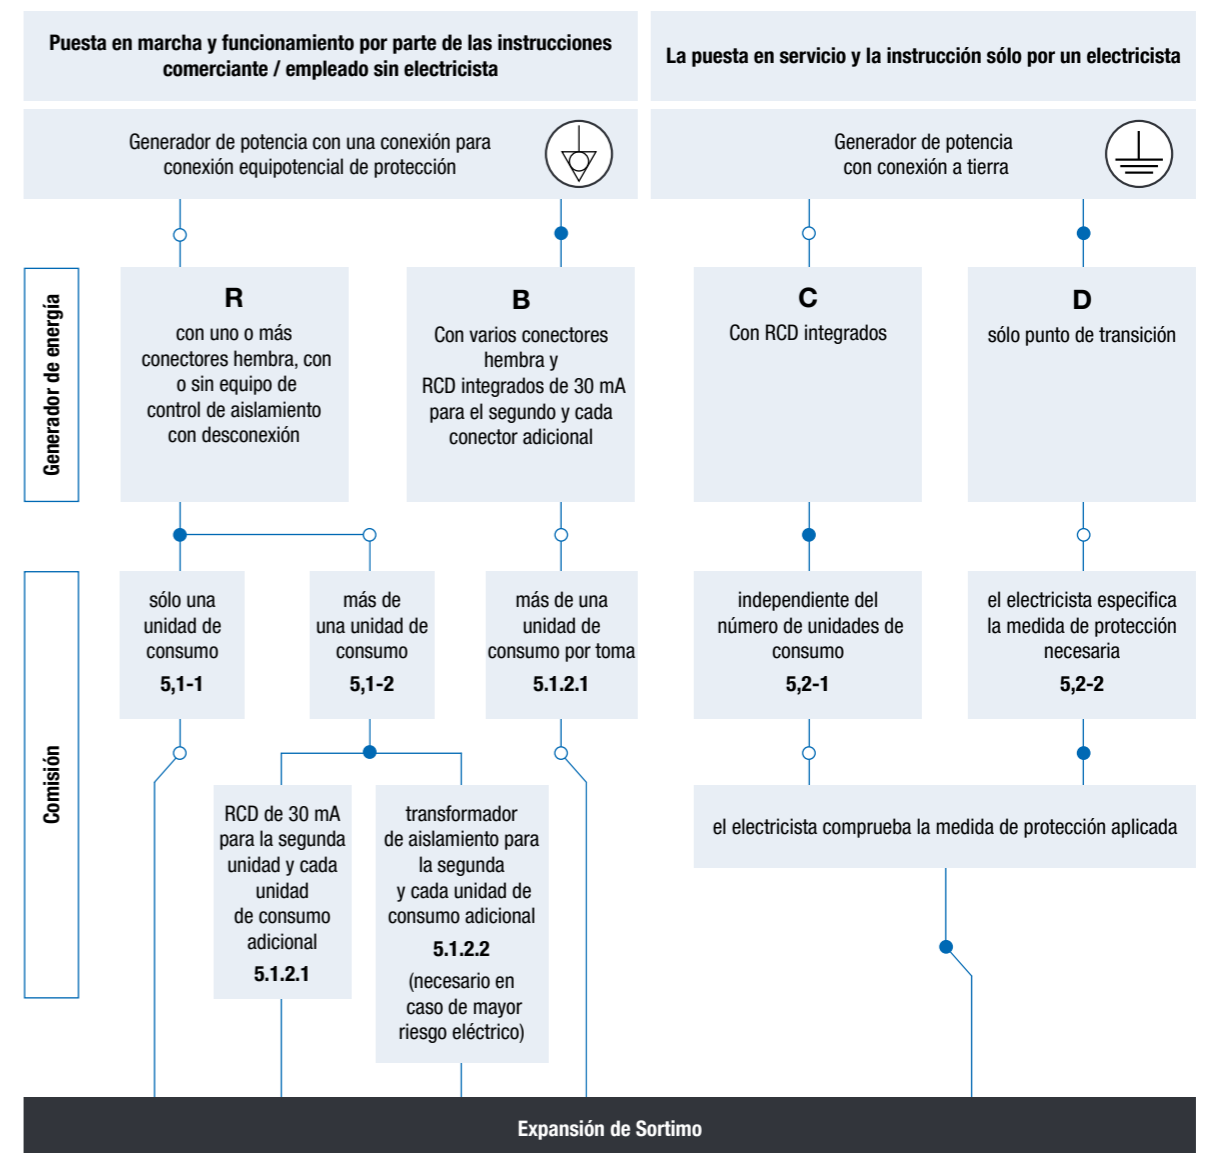 Puesta en marcha y funcionamiento por parte de las instrucciones
comerciante / empleado sin electricista
La puesta en servicio y la instrucción sólo por un electricista
Generador de potencia con una conexión para
conexión equipotencial de protección
Generador de potencia
con conexión a tierra
Generador de energía
R
con uno o más
conectores hembra, con
o sin equipo de
control de aislamiento
con desconexión
B
Con varios conectores
hembra y
RCD integrados de 30 mA
para el segundo y cada
conector adicional
C
Con RCD integrados
D
sólo punto de transición
Comisión
sólo una
unidad de
consumo
5,1-1
más de
una unidad de
consumo
5,1-2
más de una
unidad de
consumo por toma
5.1.2.1
independiente del
número de unidades de
consumo
5,2-1
el electricista especifica
la medida de protección
necesaria
5,2-2
RCD de 30 mA
para la segunda
unidad y cada
unidad
de consumo
adicional
5.1.2.1
transformador
de aislamiento para
la segunda
y cada unidad de
consumo adicional
5.1.2.2
(necesario en
caso de mayor
riesgo eléctrico)
el electricista comprueba la medida de protección aplicada
Expansión de Sortimo